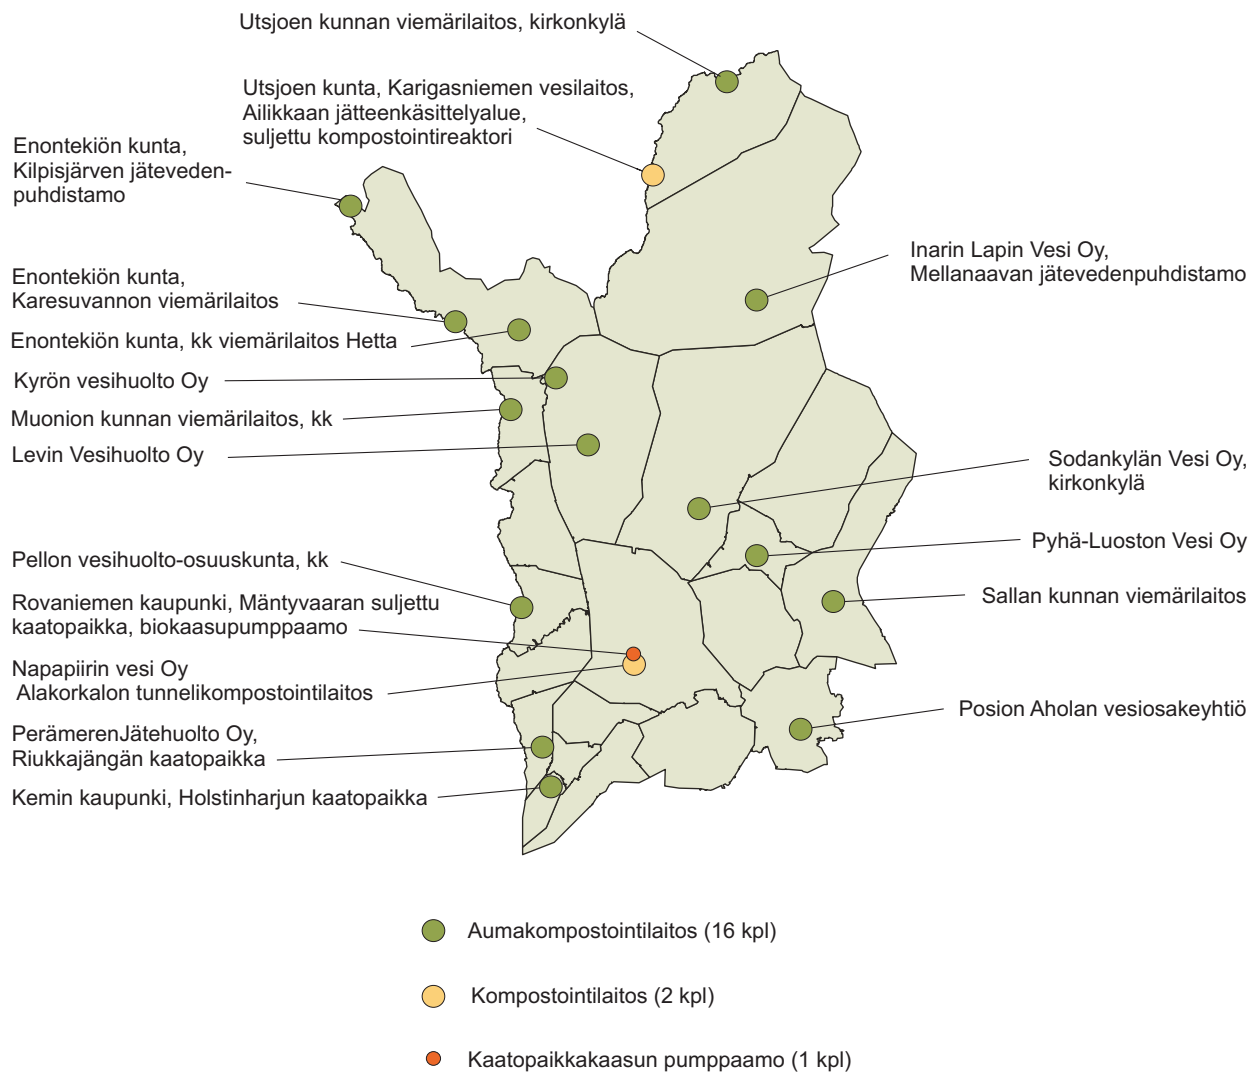 Utsjoen kunnan viemärilaitos, kirkonkylä
Utsjoen kunta, Karigasniemen vesilaitos,
Ailikkaan jätteenkäsittelyalue,
suljettu kompostointireaktori
Enontekiön kunta,
Kilpisjärven jäteveden-
puhdistamo
Inarin Lapin Vesi Oy,
Mellanaavan jätevedenpuhdistamo
Enontekiön kunta,
Karesuvannon viemärilaitos
Enontekiön kunta, kk viemärilaitos Hetta
Kyrön vesihuolto Oy
Muonion kunnan viemärilaitos, kk
Levin Vesihuolto Oy
Sodankylän Vesi Oy,
kirkonkylä
Pyhä-Luoston Vesi Oy
Sallan kunnan viemärilaitos
Pellon vesihuolto-osuuskunta, kk
Rovaniemen kaupunki, Mäntyvaaran suljettu
kaatopaikka, biokaasupumppaamo
Napapiirin vesi Oy
Alakorkalon tunnelikompostointilaitos
Posion Aholan vesiosakeyhtiö
PerämerenJätehuolto Oy,
Riukkajängän kaatopaikka
Kemin kaupunki, Holstinharjun kaatopaikka
Aumakompostointilaitos (16 kpl)
Kompostointilaitos (2 kpl)
Kaatopaikkakaasun pumppaamo (1 kpl)